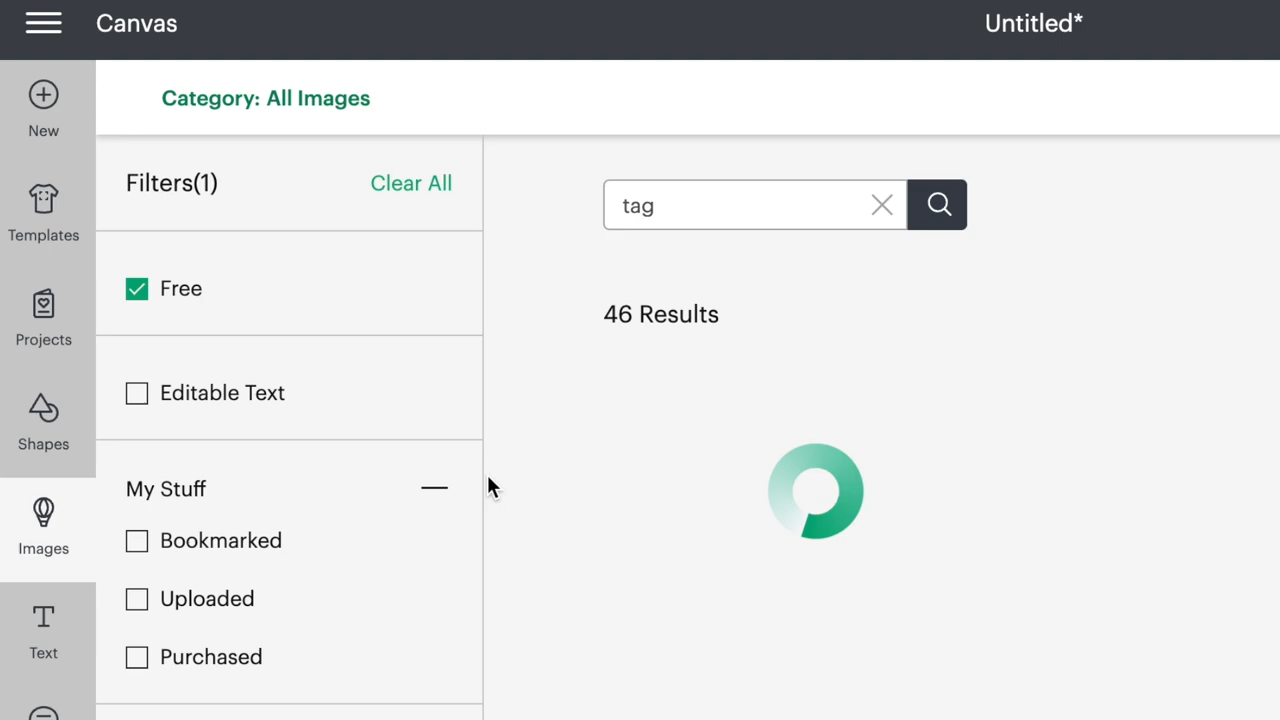 Canvas
Untitled*
New
Templates
Projects
Shapes
Images
Text
Category: All Images
Filters(1)
Clear All
Free
Editable Text
My Stuff
Bookmarked
Uploaded
Purchased
tag
46 Results